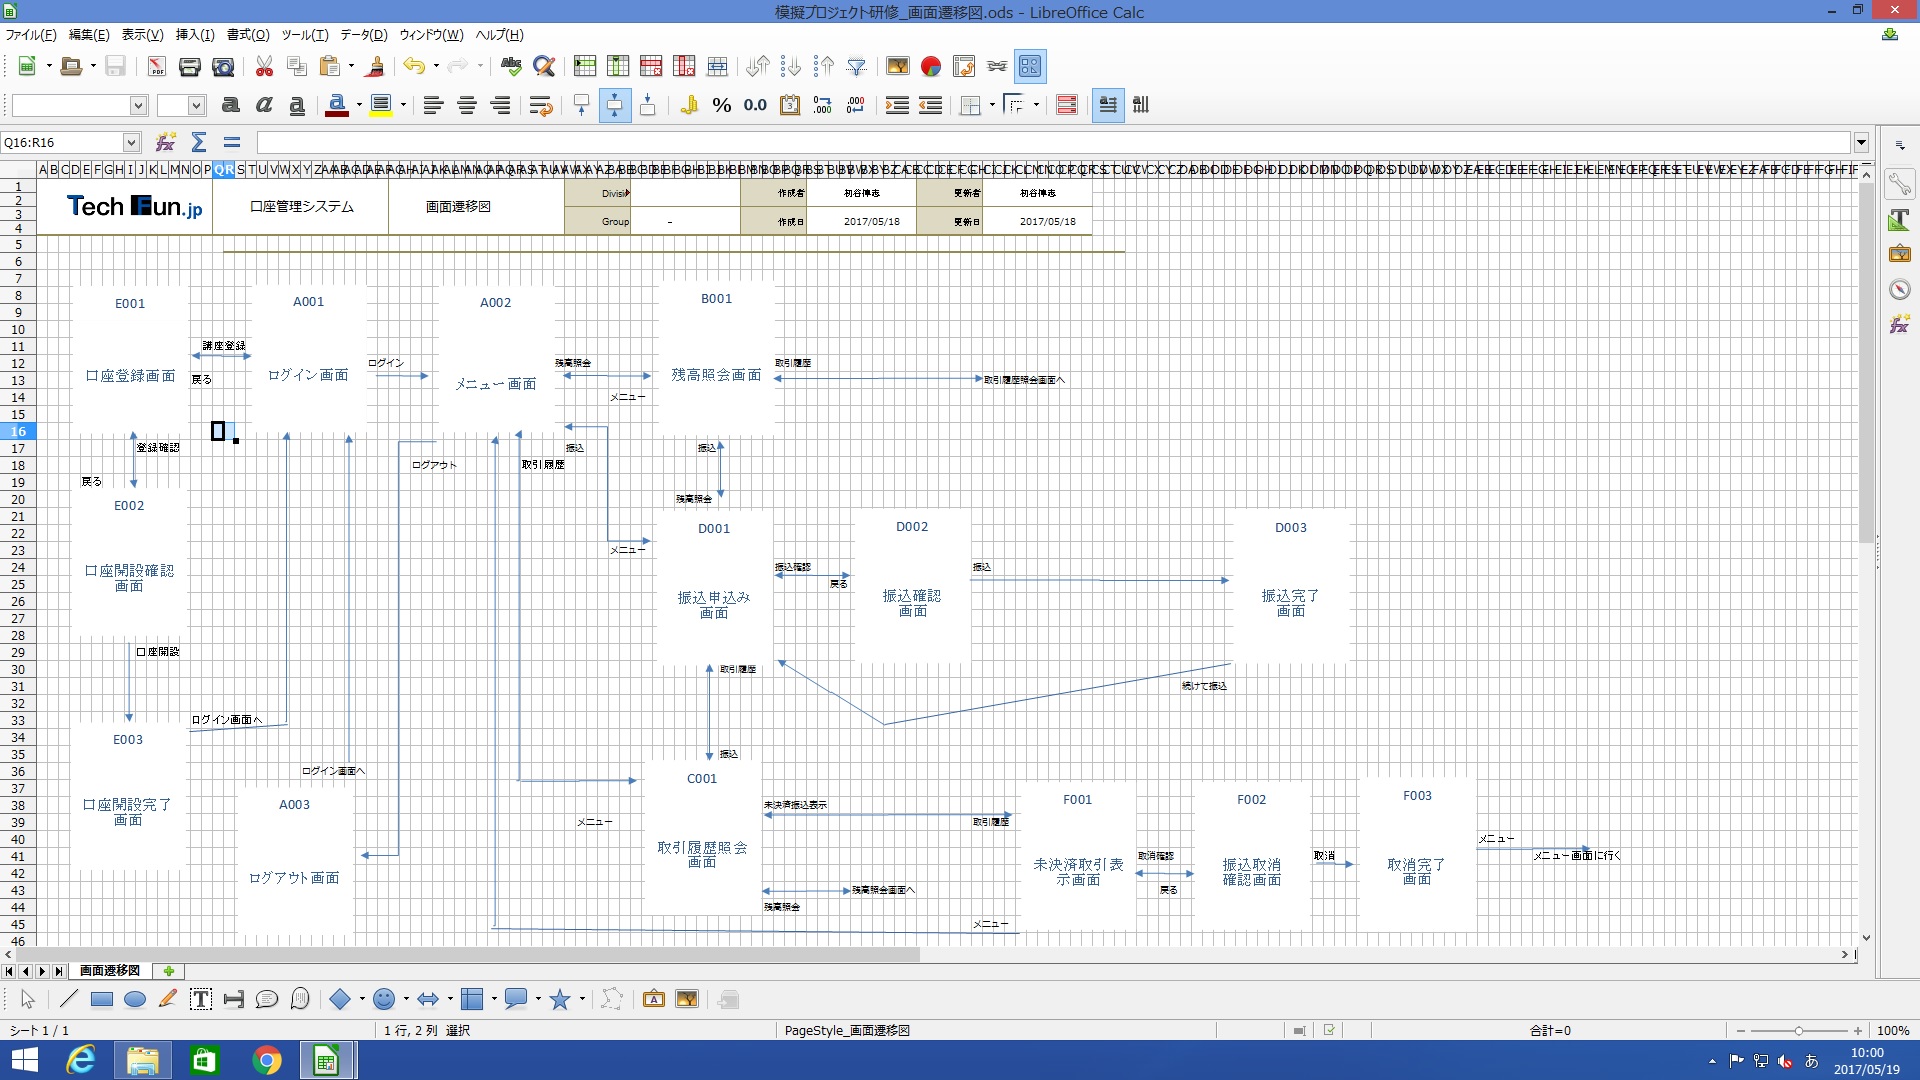 模擬プロジェクト研修_画面遷移図.ods - LibreOffice Calc
ファイル(F) 編集(E) 表示(V) 挿入(I) 書式(O) ツール(T) データ(D) ウィンドウ(W) ヘルプ(H)
Q16:R16
Tech Fun.jp
口座管理システム
画面遷移図
作成者
更新者
Group
-
作成日
2017/05/18
更新日
2017/05/18
E001
口座登録画面
講座登録
戻る
A001
ログイン画面
ログイン
A002
メニュー画面
残高照会
メニュー
B001
残高照会画面
取引履歴
取引履歴照会画面へ
登録確認
戻る
ログアウト
取引履歴
振込
振込
残高照会
E002
口座開設確認
画面
メニュー
D001
振込申込み
画面
振込確認
戻る
D002
振込確認
画面
振込
D003
振込完了
画面
口座開設
取引履歴
続けて振込
ログイン画面へ
E003
口座開設完了
画面
振込
ログイン画面へ
A003
ログアウト画面
メニュー
C001
取引履歴照会
画面
未決済振込表示
取引履歴
残高照会画面へ
残高照会
メニュー
F001
未決済取引表
示画面
取消確認
戻る
F002
振込取消
確認画面
取消
F003
取消完了
画面
メニュー
メニュー画面に行く
画面遷移図
シート 1 / 1
1 行, 2 列 選択
PageStyle_画面遷移図
合計=0
100%
あ
10:00
2017/05/19